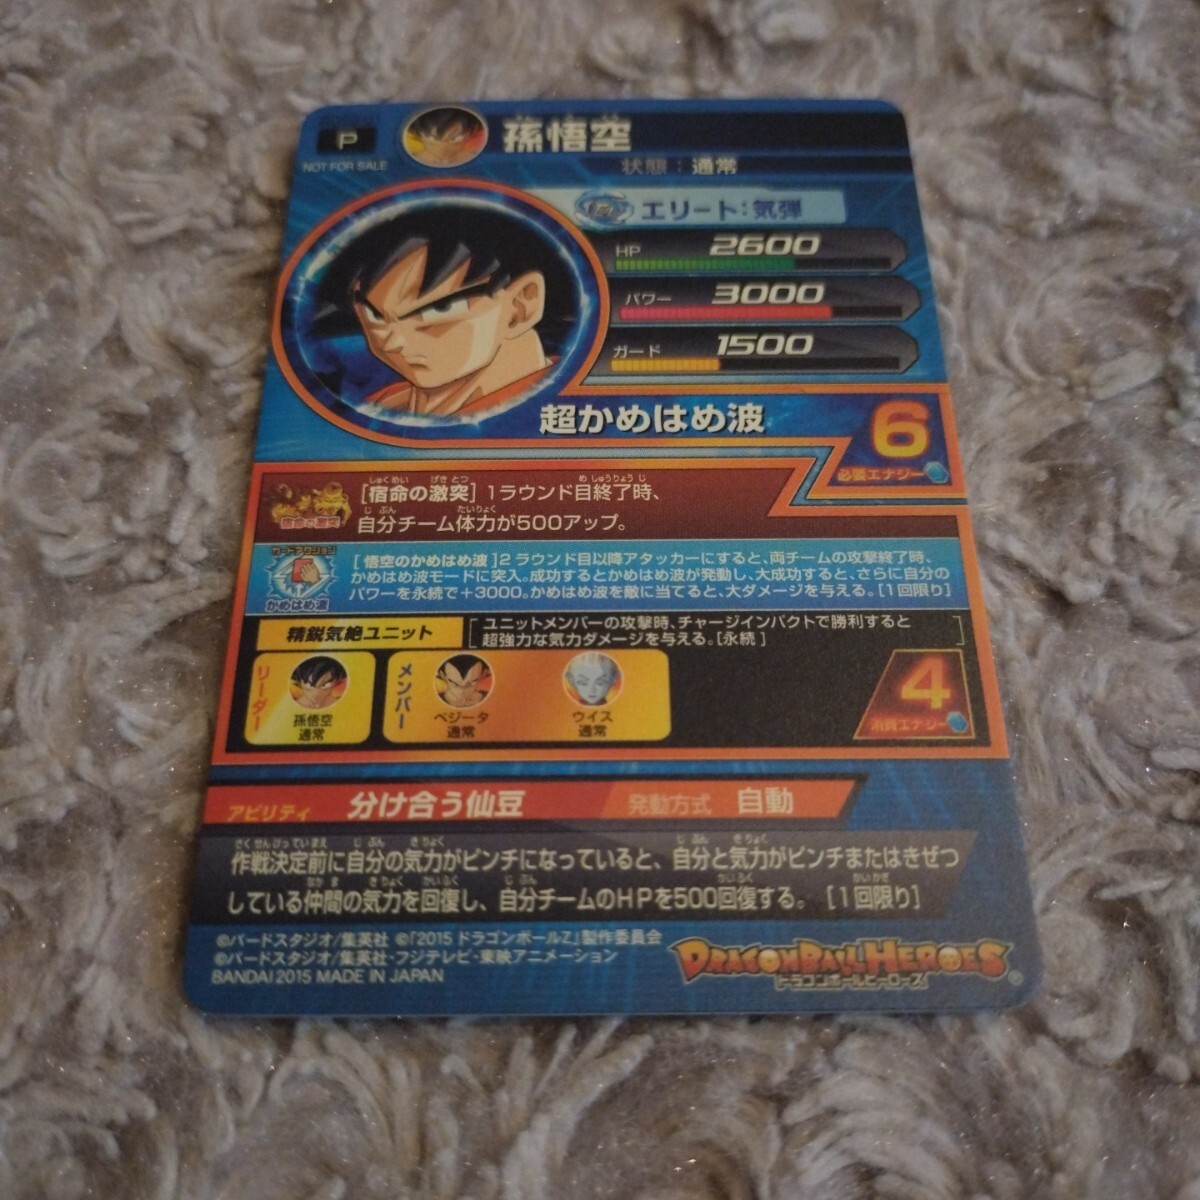 P
NOT FOR SALE
孫悟空
状態：通常
エリート：気弾
HP 2600
パワー 3000
ガード 1500
超かめはめ波
6
必要エナジー
宿命の激突
[宿命の激突] 1ラウンド目終了時、
自分チーム体力が500アップ。
カードアクション
かめはめ波
[悟空のかめはめ波]2ラウンド目以降アタッカーにすると、両チームの攻撃終了時、
かめはめ波モードに突入。成功するとかめはめ波が発動し、大成功すると、さらに自分の
パワーを永続で＋3000。かめはめ波を敵に当てると、大ダメージを与える。[1回限り]
精鋭気絶ユニット
[ユニットメンバーの攻撃時、チャージインパクトで勝利すると
超強力な気力ダメージを与える。[永続] ]
リーダー
孫悟空
通常
メンバー
ベジータ
通常
ウイス
通常
4
消費エナジー
アビリティ 分け合う仙豆 発動方式 自動
作戦決定前に自分の気力がピンチになっていると、自分と気力がピンチまたはきぜつ
している仲間の気力を回復し、自分チームのHPを500回復する。[1回限り]
©バードスタジオ/集英社 ©「2015 ドラゴンボールZ」製作委員会
©バードスタジオ/集英社・フジテレビ・東映アニメーション
BANDAI 2015 MADE IN JAPAN
DRAGONBALL HEROES
ドラゴンボールヒーローズ